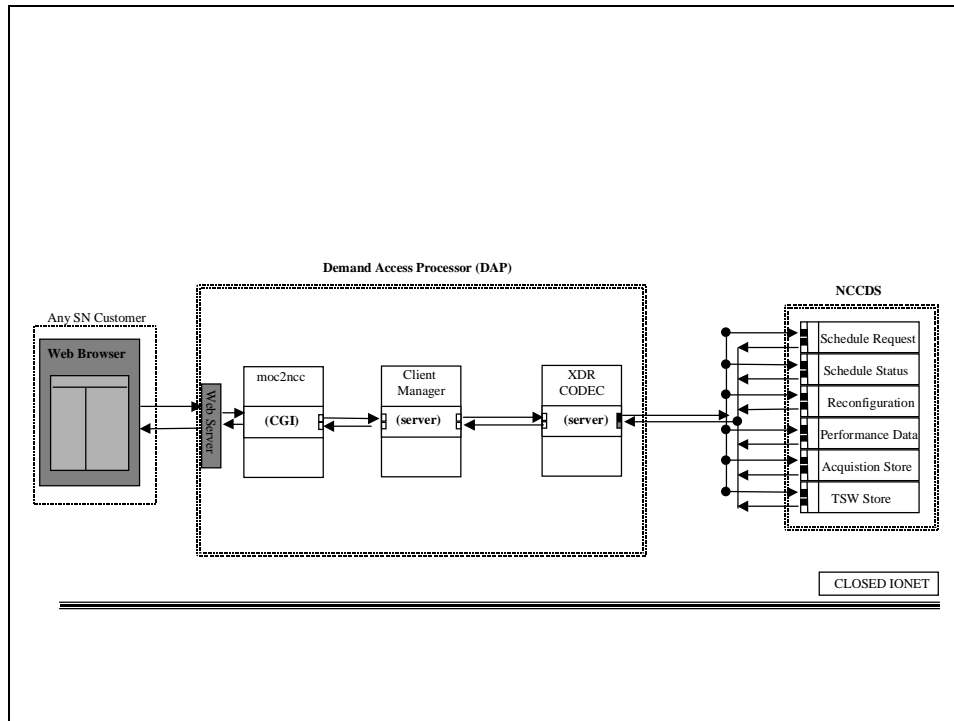 Demand Access Processor (DAP)
NCCDS
Any SN Customer
Web Browser
Web Server
moc2ncc
(CGI)
Client
Manager
(server)
XDR
CODEC
(server)
Schedule Request
Schedule Status
Reconfiguration
Performance Data
Acquistion Store
TSW Store
CLOSED IONET